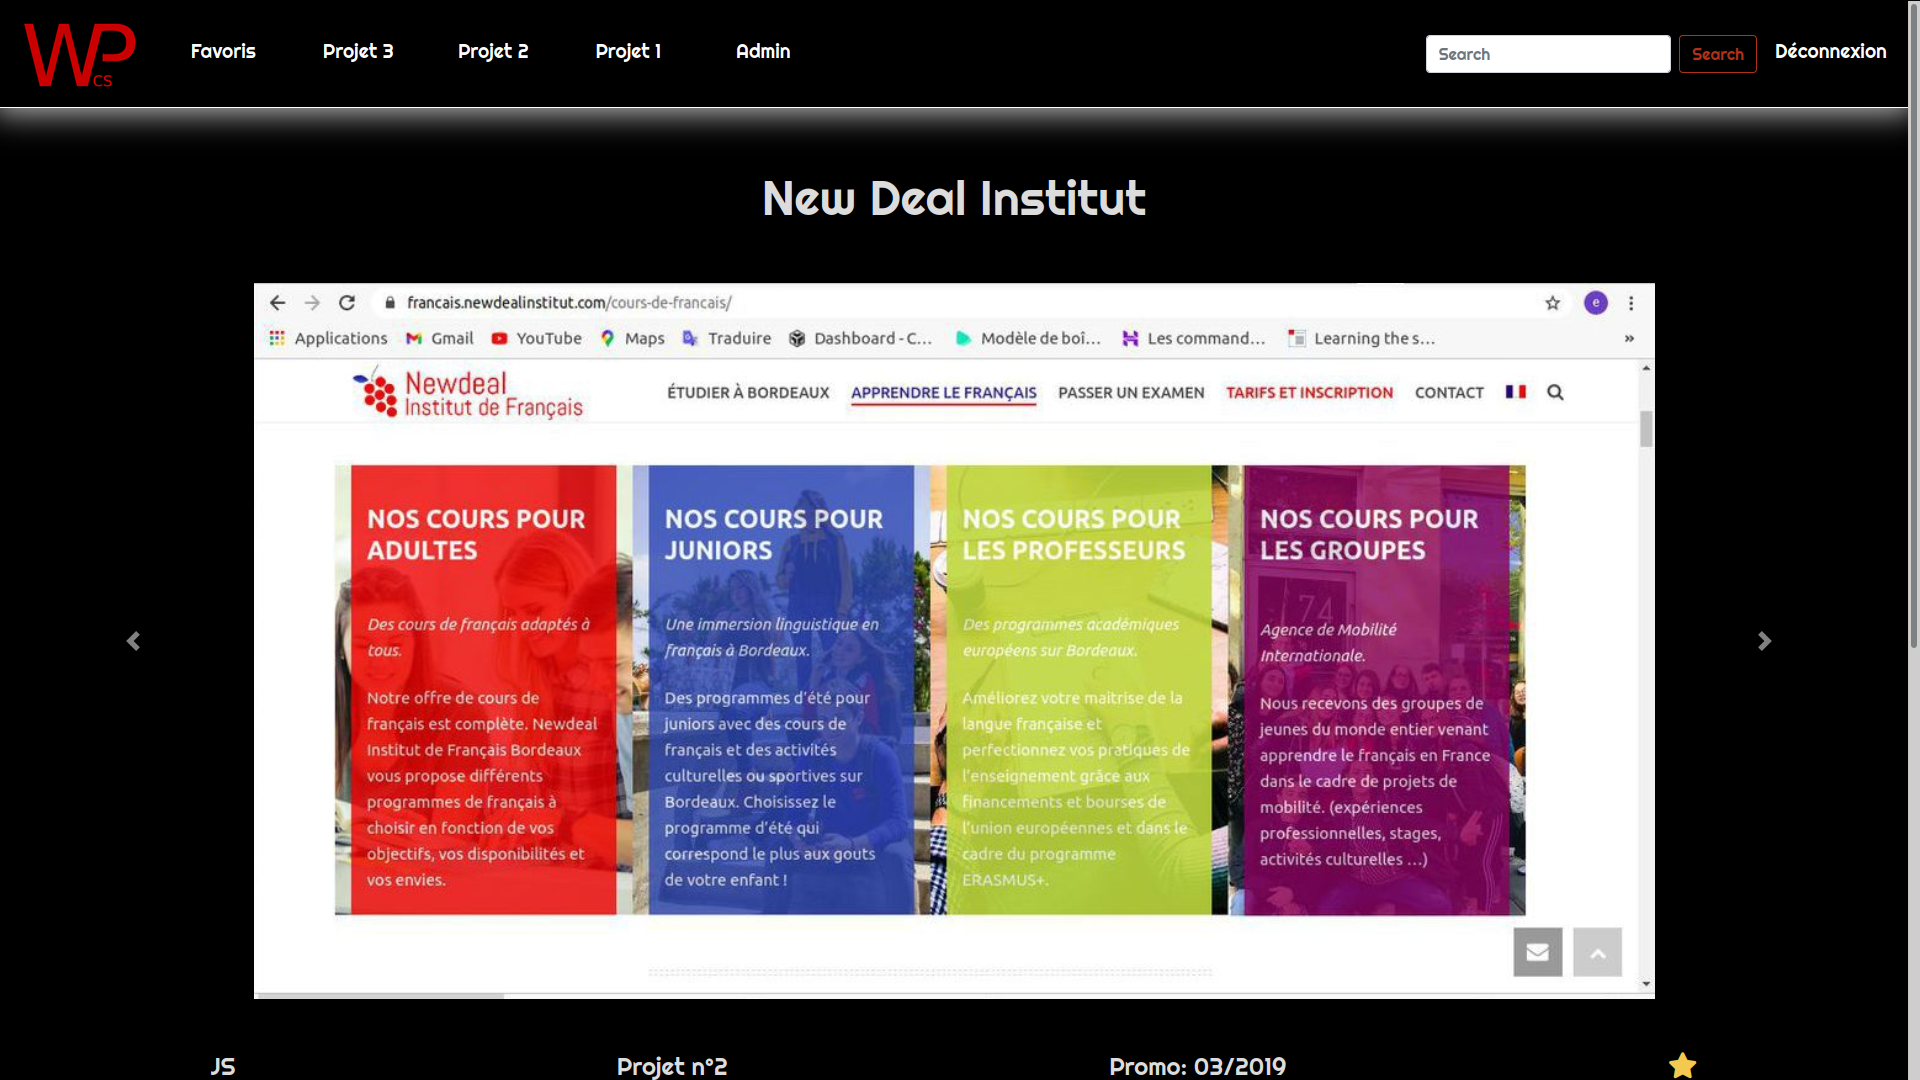 WP
CS
Favoris
Projet 3
Projet 2
Projet 1
Admin
Search
Search
Déconnexion
New Deal Institut
francais.newdealinstitut.com/cours-de-francais/
e
Applications
Gmail
YouTube
Maps
Traduire
Dashboard - C...
Modèle de boî...
Les command...
Learning the s...
»
Newdeal
Institut de Français
ÉTUDIER À BORDEAUX
APPRENDRE LE FRANÇAIS
PASSER UN EXAMEN
TARIFS ET INSCRIPTION
CONTACT
NOS COURS POUR
ADULTES
Des cours de français adaptés à
tous.
Notre offre de cours de
français est complète. Newdeal
Institut de Français Bordeaux
vous propose différents
programmes de français à
choisir en fonction de vos
objectifs, vos disponibilités et
vos envies.
NOS COURS POUR
JUNIORS
Une immersion linguistique en
français à Bordeaux.
Des programmes d'été pour
juniors avec des cours de
français et des activités
culturelles ou sportives sur
Bordeaux. Choisissez le
programme d'été qui
correspond le plus aux gouts
de votre enfant !
NOS COURS POUR
LES PROFESSEURS
Des programmes académiques
européens sur Bordeaux.
Améliorez votre maitrise de la
langue française et
perfectionnez vos pratiques de
l'enseignement grâce aux
financements et bourses de
l'union européennes et dans le
cadre du programme
ERASMUS+.
NOS COURS POUR
LES GROUPES
74
Agence de Mobilité
Internationale.
Nous recevons des groupes de
jeunes du monde entier venant
apprendre le français en France
dans le cadre de projets de
mobilité. (expériences
professionnelles, stages,
activités culturelles ...)
JS
Projet n°2
Promo: 03/2019